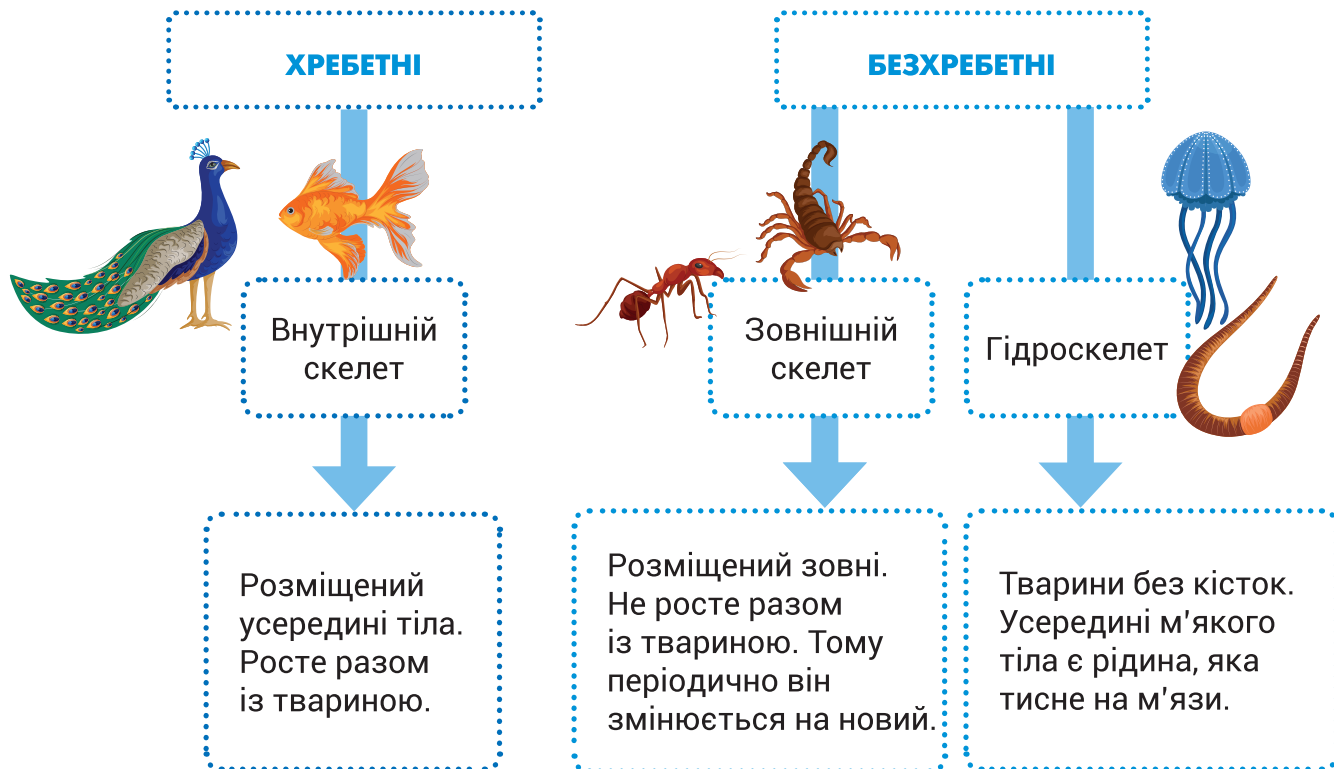 ХРЕБЕТНІ
БЕЗХРЕБЕТНІ
Внутрішній
скелет
Зовнішній
скелет
Гідроскелет
Розміщений
усередині тіла.
Росте разом
із твариною.
Розміщений зовні.
Не росте разом
із твариною. Тому
періодично він
змінюється на новий.
Тварини без кісток.
Усередині м'якого
тіла є рідина, яка
тисне на м'язи.